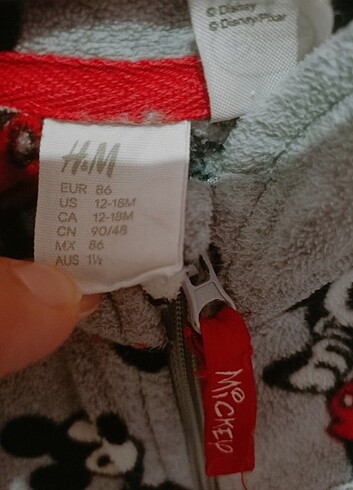 © Disney
© Disney/Pixar
H&M
EUR 86
US 12-18M
CA 12-18M
CN 90/48
MX 86
AUS 1½
MICKEY